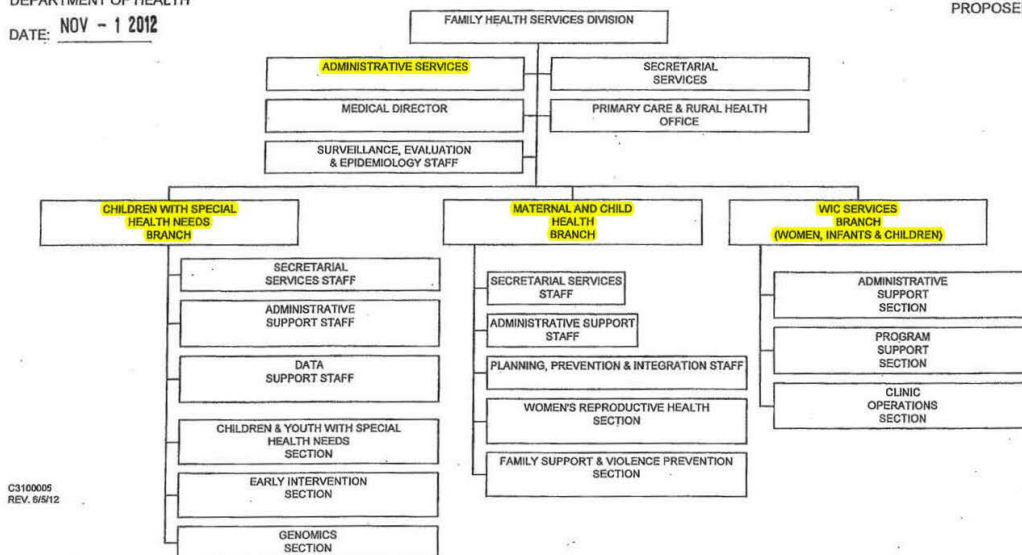 DEPARTMENT OF HEALTH
PROPOSE
DATE: NOV - 1 2012
FAMILY HEALTH SERVICES DIVISION
ADMINISTRATIVE SERVICES
SECRETARIAL
SERVICES
MEDICAL DIRECTOR
PRIMARY CARE & RURAL HEALTH
OFFICE
SURVEILLANCE, EVALUATION
& EPIDEMIOLOGY STAFF
CHILDREN WITH SPECIAL
HEALTH NEEDS
BRANCH
SECRETARIAL
SERVICES STAFF
ADMINISTRATIVE
SUPPORT STAFF
DATA
SUPPORT STAFF
CHILDREN & YOUTH WITH SPECIAL
HEALTH NEEDS
SECTION
EARLY INTERVENTION
SECTION
GENOMICS
SECTION
MATERNAL AND CHILD
HEALTH
BRANCH
SECRETARIAL SERVICES
STAFF
ADMINISTRATIVE SUPPORT
STAFF
PLANNING, PREVENTION & INTEGRATION STAFF
WOMEN'S REPRODUCTIVE HEALTH
SECTION
FAMILY SUPPORT & VIOLENCE PREVENTION
SECTION
WIC SERVICES
BRANCH
(WOMEN, INFANTS & CHILDREN)
ADMINISTRATIVE
SUPPORT
SECTION
PROGRAM
SUPPORT
SECTION
CLINIC
OPERATIONS
SECTION
C3100005
REV. 6/5/12